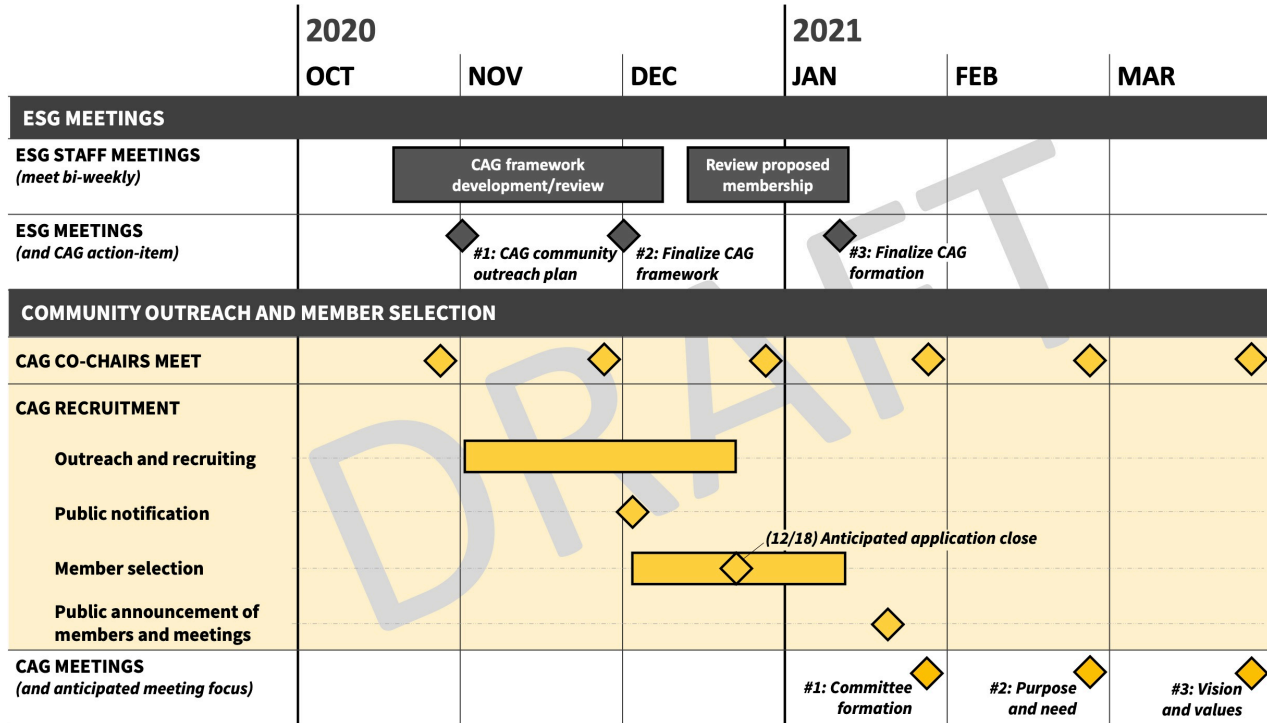 2020 2021
OCT NOV DEC JAN FEB MAR
ESG MEETINGS
ESG STAFF MEETINGS
(meet bi-weekly)
CAG framework
development/review
Review proposed
membership
ESG MEETINGS
(and CAG action-item)
#1: CAG community
outreach plan
#2: Finalize CAG
framework
#3: Finalize CAG
formation
COMMUNITY OUTREACH AND MEMBER SELECTION
CAG CO-CHAIRS MEET
CAG RECRUITMENT
Outreach and recruiting
Public notification
(12/18) Anticipated application close
Member selection
Public announcement of
members and meetings
CAG MEETINGS
(and anticipated meeting focus)
#1: Committee
formation
#2: Purpose
and need
#3: Vision
and values
DRAFT